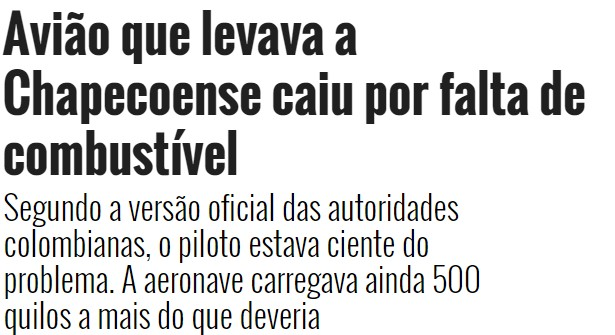 Avião que levava a
Chapecoense caiu por falta de
combustível
Segundo a versão oficial das autoridades
colombianas, o piloto estava ciente do
problema. A aeronave carregava ainda 500
quilos a mais do que deveria